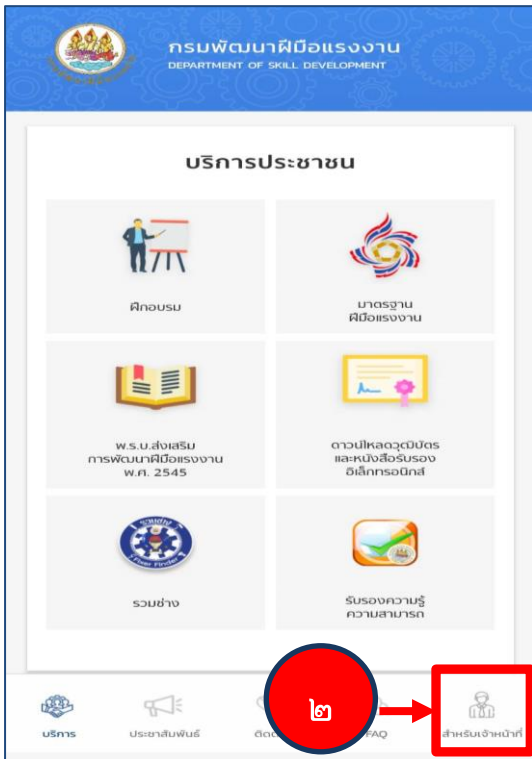 กรมพัฒนาฝีมือแรงงาน
DEPARTMENT OF SKILL DEVELOPMENT
บริการประชาชน
ฝึกอบรม
มาตรฐาน
ฝีมือแรงงาน
พ.ร.บ.ส่งเสริม
การพัฒนาฝีมือแรงงาน
พ.ศ. 2545
ดาวน์โหลดวุฒิบัตร
และหนังสือรับรอง
อิเล็กทรอนิกส์
รวมช่าง
Fixer Finder
รวมช่าง
รับรองความรู้
ความสามารถ
๒
บริการ
ประชาสัมพันธ์
FAQ
สำหรับเจ้าหน้าที่